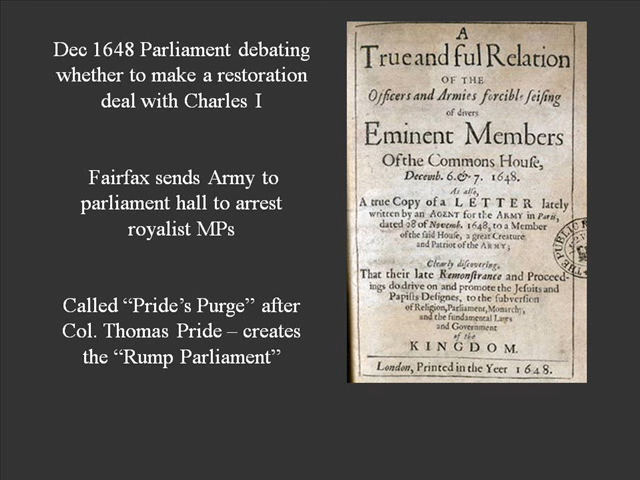 Dec 1648 Parliament debating
whether to make a restoration
deal with Charles I
Fairfax sends Army to
parliament hall to arrest
royalist MPs
Called “Pride’s Purge” after
Col. Thomas Pride – creates
the “Rump Parliament”
A
True and ful Relation
OF THE
Officers and Armies forcible seising
of divers
Eminent Members
Of the Commons House,
Decemb. 6. & 7. 1648.
As also,
A true Copy of a LETTER lately
written by an AGENT for the ARMY in Paris,
dated 28 of Novemb. 1648, to a Member
of the said House, a great Creature
and Patriot of the ARMY;
Clearly discovering,
That their late Remonstrance and Proceed-
ings do drive on and promote the Jesuits and
Papists Designes, to the subversion
of Religion, Parliament, Monarchy,
and the fundamental Laws
and Government
of the
KINGDOM.
London, Printed in the Yeer 1648.
THE PUBLIC RE